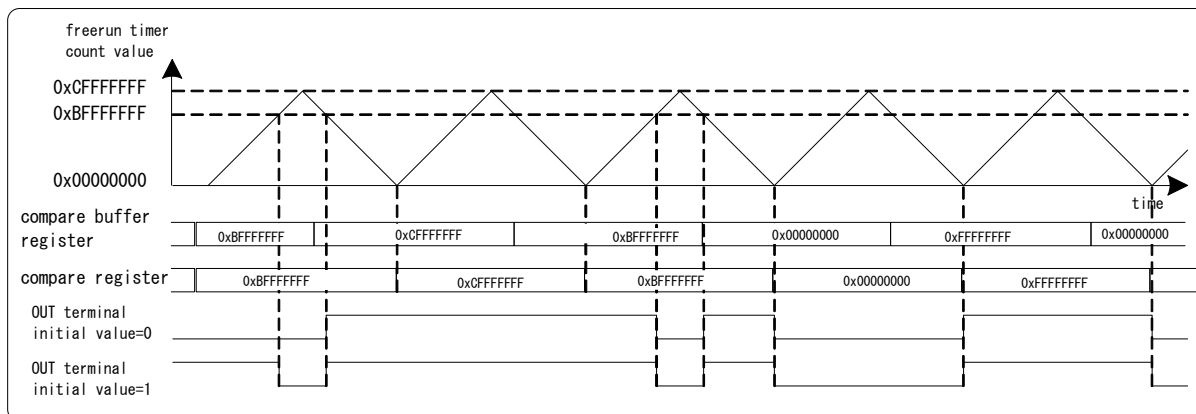 freerun timer
count value
0xCFFFFFFF
0xBFFFFFFF
0x00000000
time
compare buffer
register
0xBFFFFFFF 0xCFFFFFFF 0xBFFFFFFF 0x00000000 0xFFFFFFFF 0x00000000
compare register 0xBFFFFFFF 0xCFFFFFFF 0xBFFFFFFF 0x00000000 0xFFFFFFFF
OUT terminal
initial value=0
OUT terminal
initial value=1